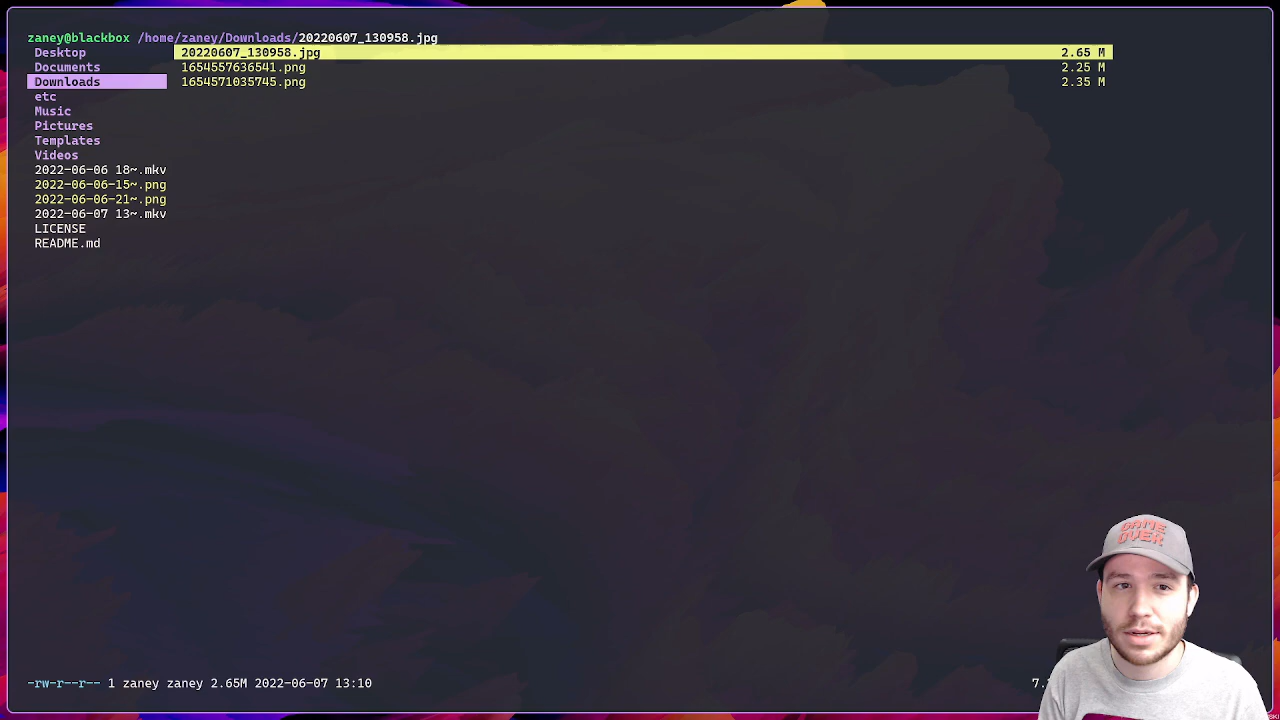 zaney@blackbox /home/zaney/Downloads/20220607_130958.jpg
Desktop
20220607_130958.jpg 2.65 M
Documents
1654557636541.png 2.25 M
Downloads
1654571035745.png 2.35 M
etc
Music
Pictures
Templates
Videos
2022-06-06 18~.mkv
2022-06-06-15~.png
2022-06-06-21~.png
2022-06-07 13~.mkv
LICENSE
README.md
GAME
OVER
-rw-r--r-- 1 zaney zaney 2.65M 2022-06-07 13:10